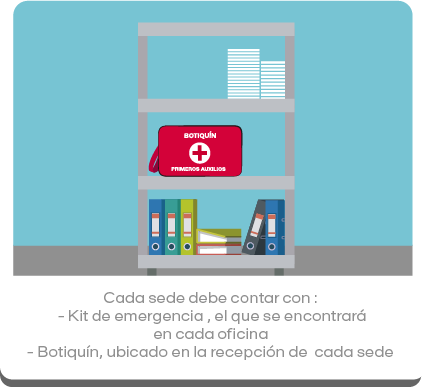 BOTIQUÍN
PRIMEROS AUXILIOS
Cada sede debe contar con :
- Kit de emergencia , el que se encontrará
en cada oficina
- Botiquín, ubicado en la recepción de  cada sede